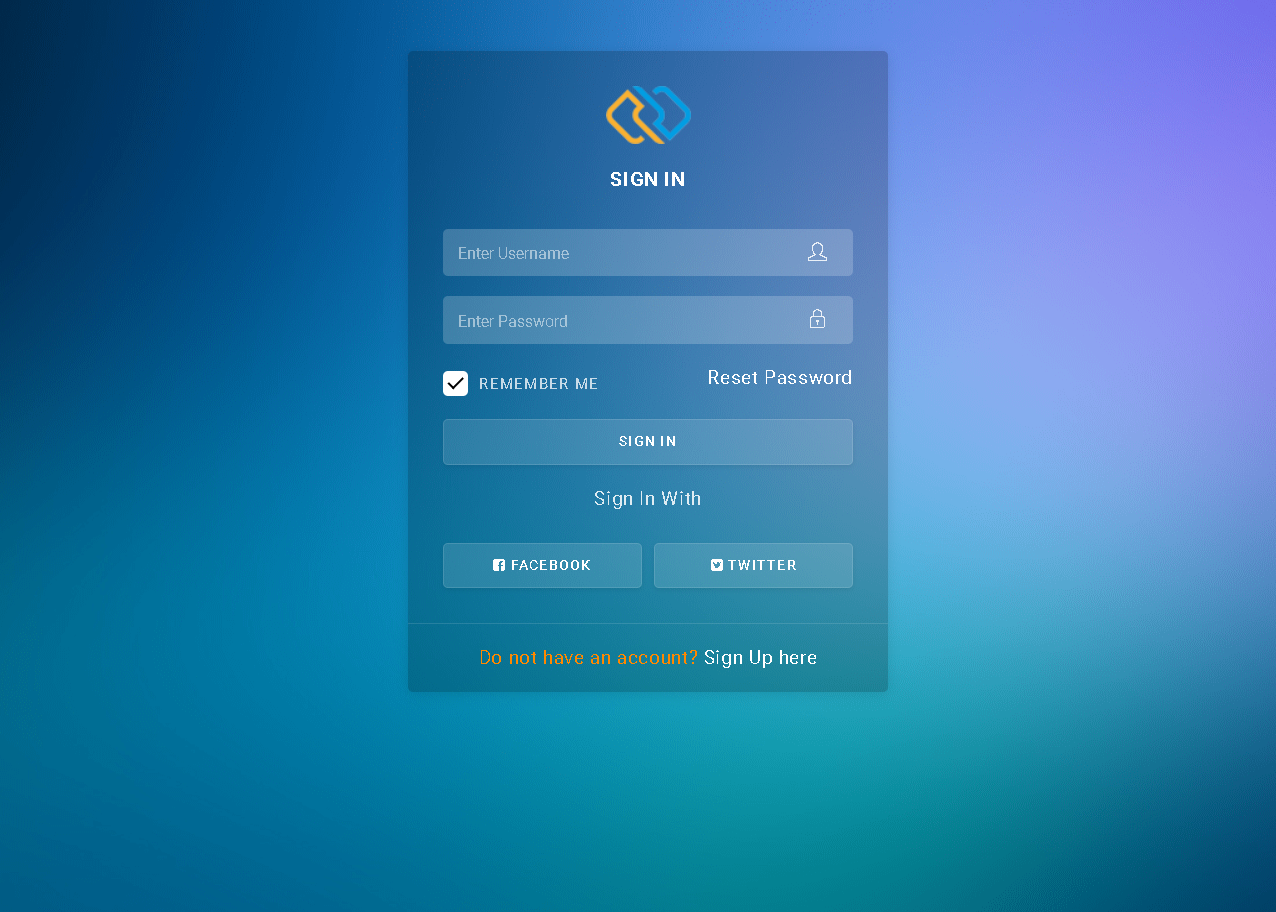 SIGN IN
Enter Username
Enter Password
REMEMBER ME
Reset Password
SIGN IN
Sign In With
FACEBOOK
TWITTER
Do not have an account? Sign Up here